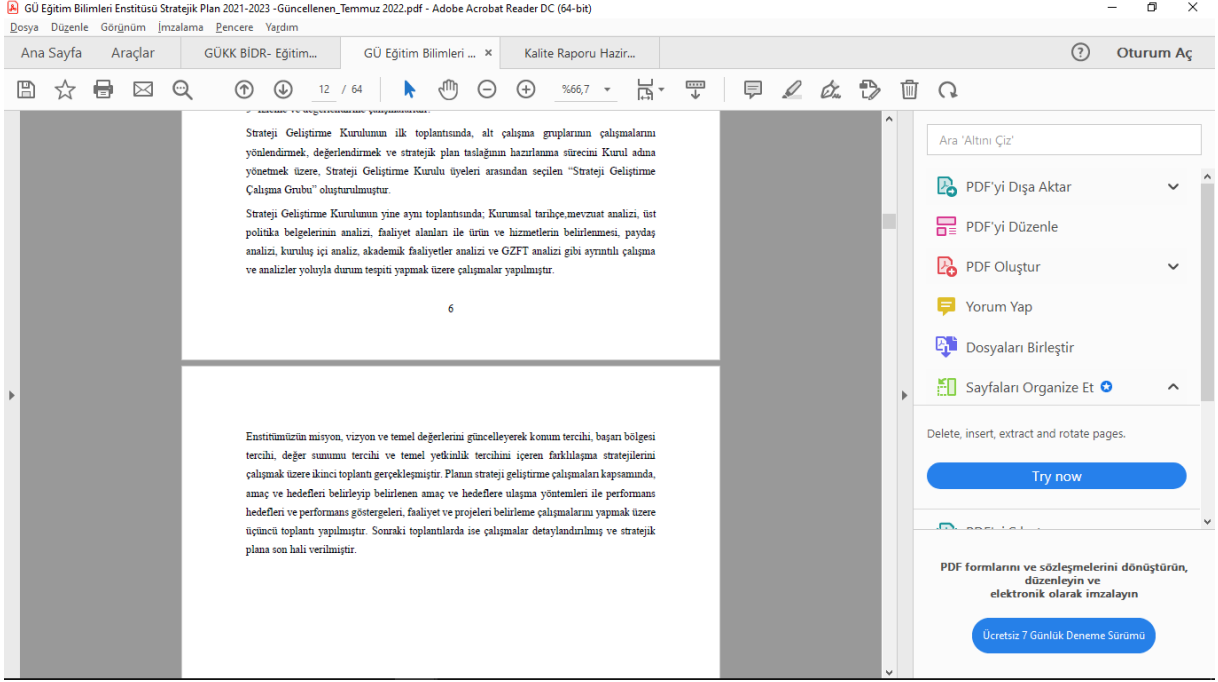 GÜ Eğitim Bilimleri Enstitüsü Stratejik Plan 2021-2023 -Güncellenen_Temmuz 2022.pdf - Adobe Acrobat Reader DC (64-bit)
Dosya Düzenle Görünüm İmzalama Pencere Yardım
Ana Sayfa Araçlar GÜKK BİDR- Eğitim... GÜ Eğitim Bilimleri ... × Kalite Raporu Hazir... Oturum Aç
12 / 64 %66,7
Strateji Geliştirme Kurulunun ilk toplantısında, alt çalışma gruplarının çalışmalarını
yönlendirmek, değerlendirmek ve stratejik plan taslağının hazırlanma sürecini Kurul adına
yönetmek üzere, Strateji Geliştirme Kurulu üyeleri arasından seçilen “Strateji Geliştirme
Çalışma Grubu” oluşturulmuştur.
Strateji Geliştirme Kurulunun yine aynı toplantısında; Kurumsal tarihçe,mevzuat analizi, üst
politika belgelerinin analizi, faaliyet alanları ile ürün ve hizmetlerin belirlenmesi, paydaş
analizi, kuruluş içi analiz, akademik faaliyetler analizi ve GZFT analizi gibi ayrıntılı çalışma
ve analizler yoluyla durum tespiti yapmak üzere çalışmalar yapılmıştır.
6
Enstitümüzün misyon, vizyon ve temel değerlerini güncelleyerek konum tercihi, başarı bölgesi
tercihi, değer sunumu tercihi ve temel yetkinlik tercihini içeren farklılaşma stratejilerini
çalışmak üzere ikinci toplantı gerçekleşmiştir. Planın strateji geliştirme çalışmaları kapsamında,
amaç ve hedefleri belirleyip belirlenen amaç ve hedeflere ulaşma yöntemleri ile performans
hedefleri ve performans göstergeleri, faaliyet ve projeleri belirleme çalışmalarını yapmak üzere
üçüncü toplantı yapılmıştır. Sonraki toplantılarda ise çalışmalar detaylandırılmış ve stratejik
plana son hali verilmiştir.
Ara 'Altını Çiz'
PDF'yi Dışa Aktar
PDF'yi Düzenle
PDF Oluştur
Yorum Yap
Dosyaları Birleştir
Sayfaları Organize Et
Delete, insert, extract and rotate pages.
Try now
PDF formlarını ve sözleşmelerini dönüştürün,
düzenleyin ve
elektronik olarak imzalayın
Ücretsiz 7 Günlük Deneme Sürümü